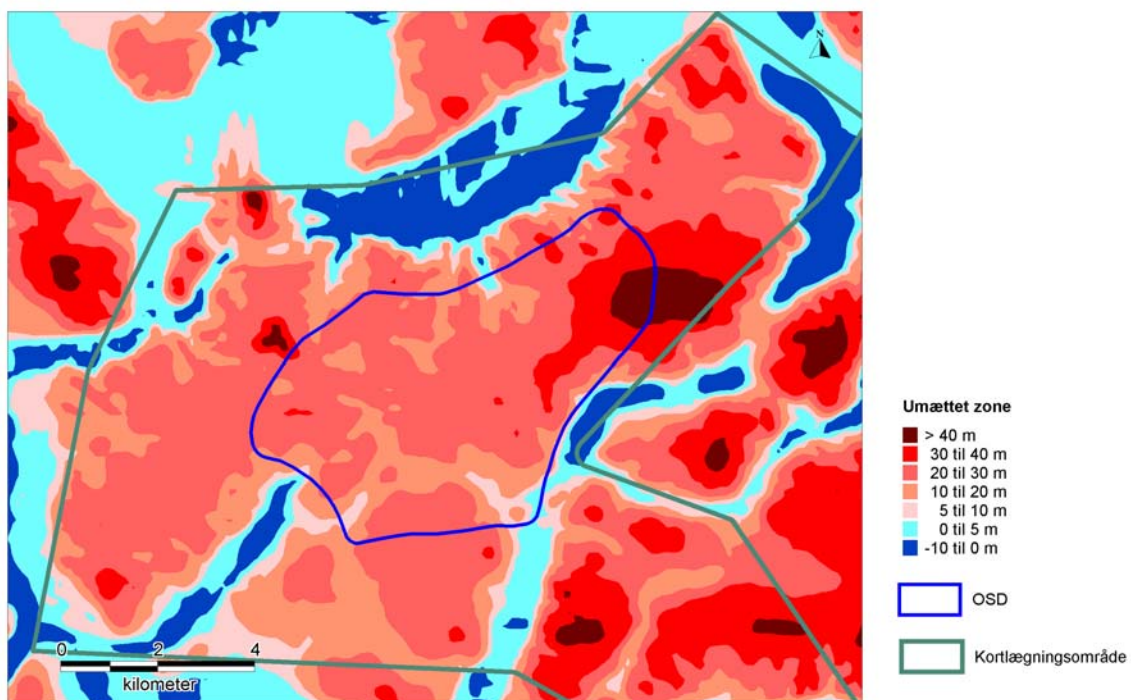 N
Umættet zone
> 40 m
30 til 40 m
20 til 30 m
10 til 20 m
5 til 10 m
0 til 5 m
-10 til 0 m
OSD
Kortlægningsområde
0 2 4
kilometer